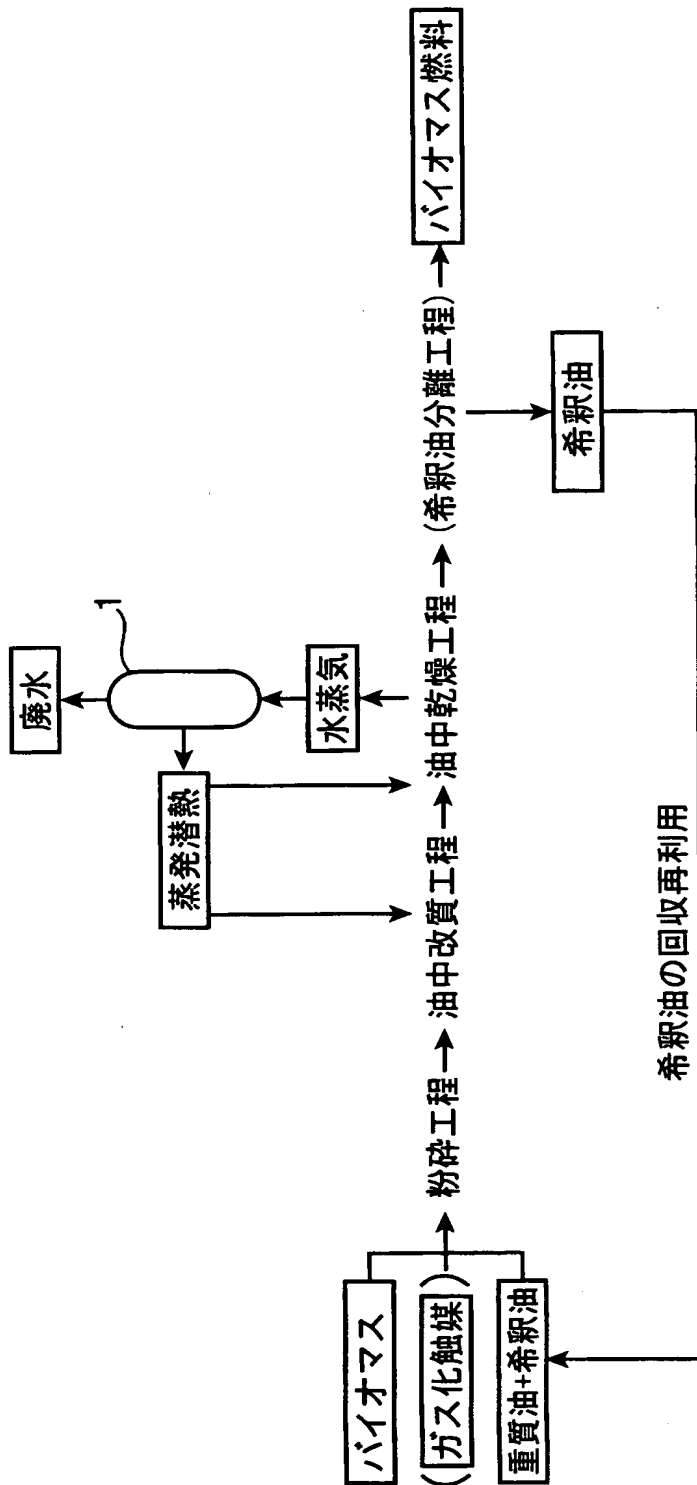 廃水
1
蒸発潜熱
水蒸気
バイオマス
(ガス化触媒)
重質油+希釈油
粉砕工程
油中改質工程
油中乾燥工程
(希釈油分離工程)
バイオマス燃料
希釈油
希釈油の回収再利用